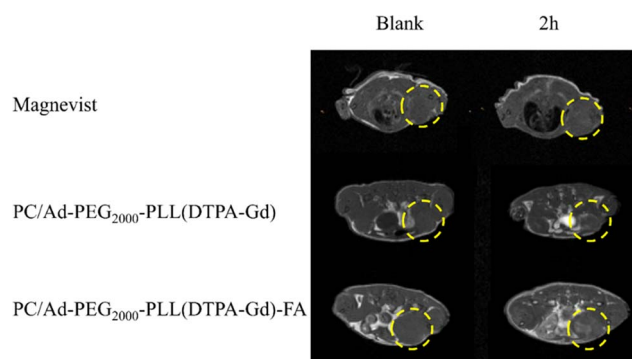 Blank 2h
Magnevist
PC/Ad-PEG₂₀₀₀-PLL(DTPA-Gd)
PC/Ad-PEG₂₀₀₀-PLL(DTPA-Gd)-FA